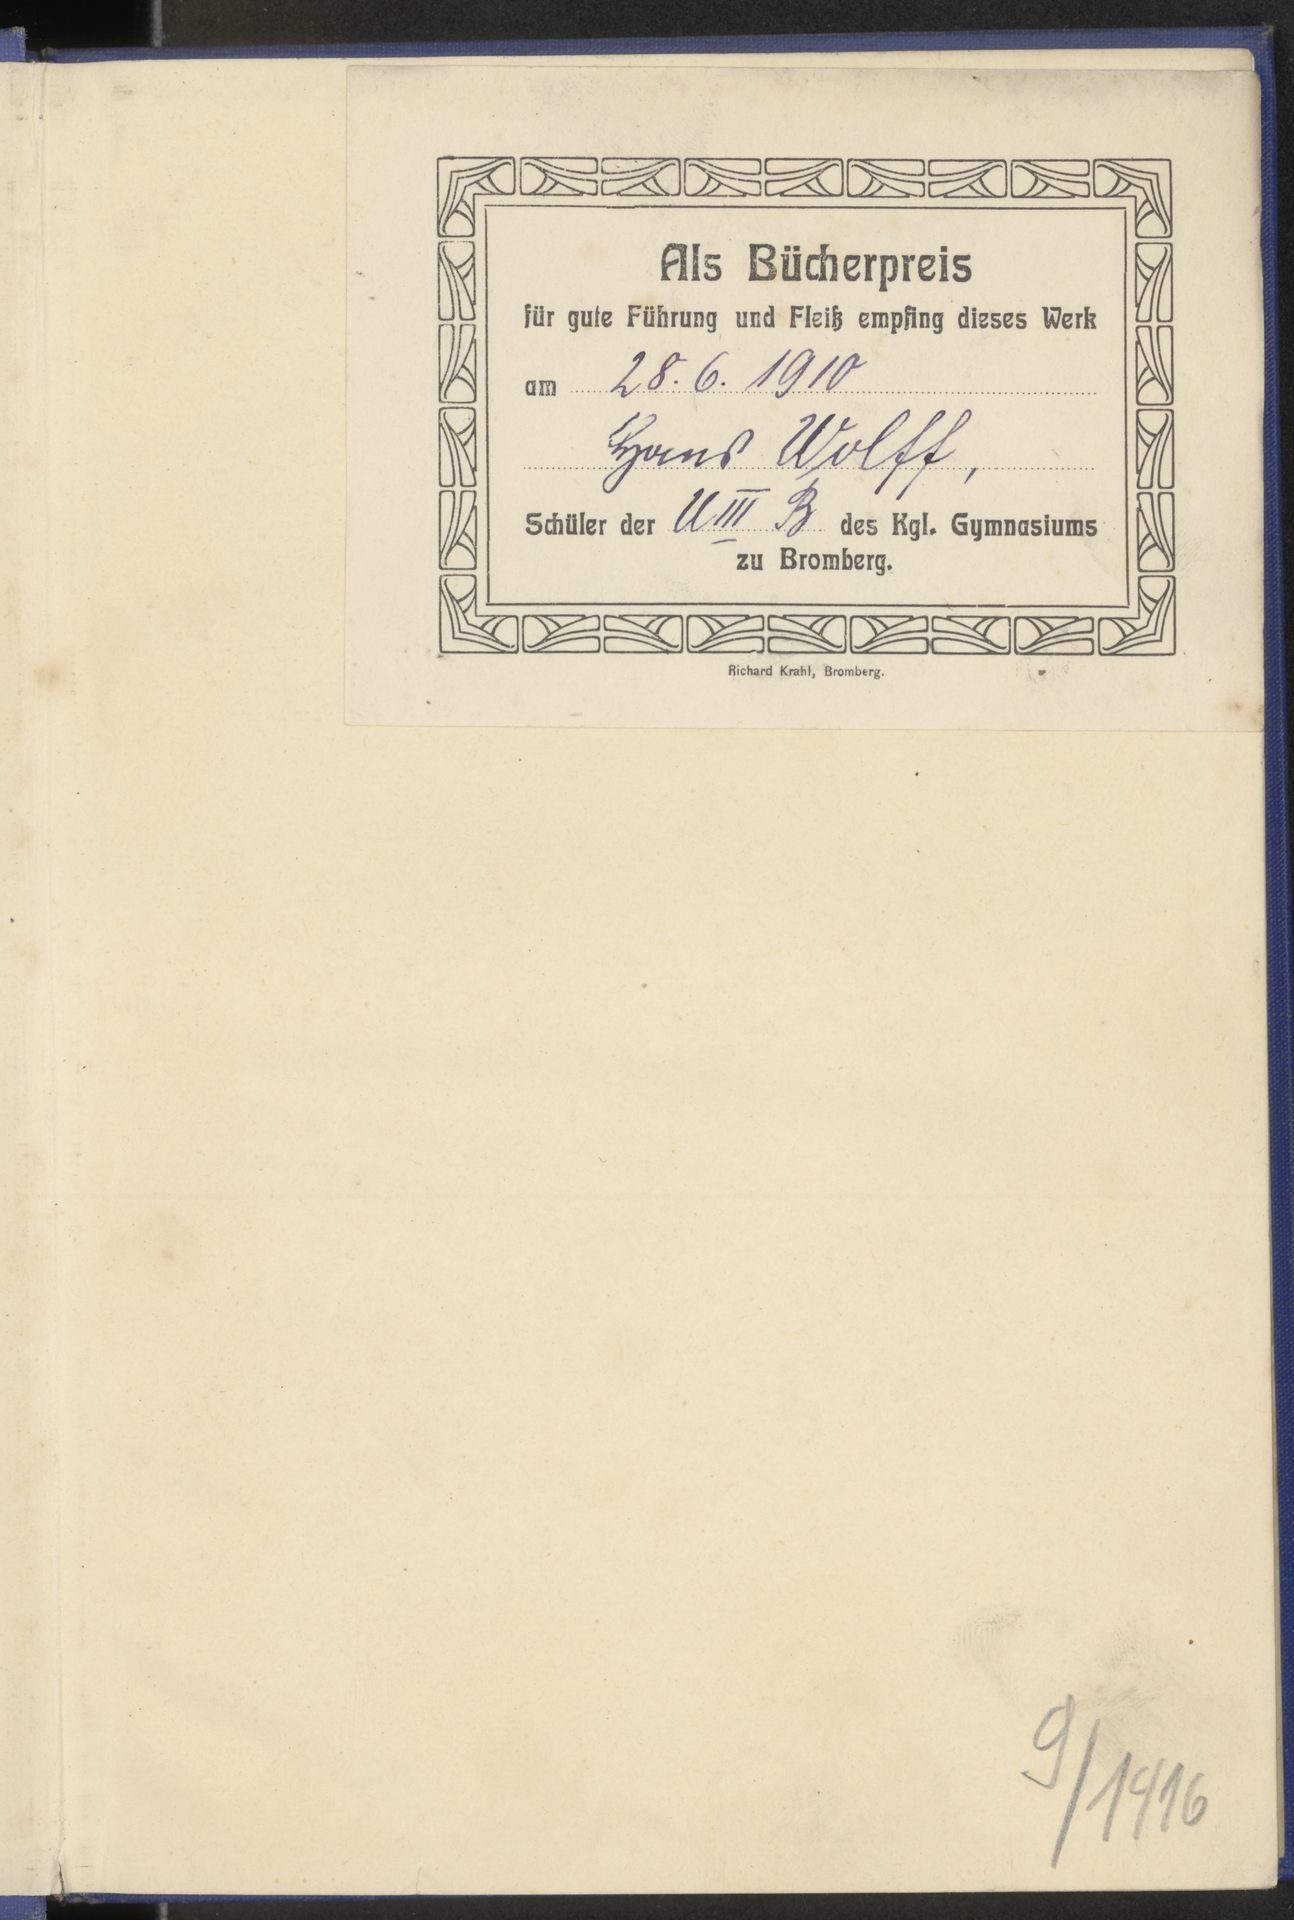 Als Bücherpreis
für gute Führung und Fleiß empfing dieses Werk
am 28. 6. 1910
Hans Wolff,
Schüler der U III B des Kgl. Gymnasiums
zu Bromberg.
Richard Krahl, Bromberg.
9/1416